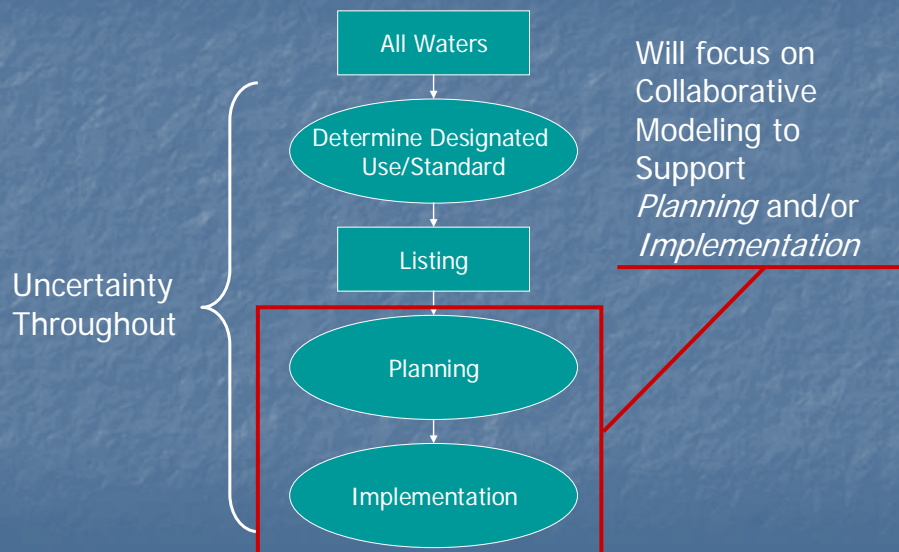 All Waters
Determine Designated
Use/Standard
Listing
Planning
Implementation
Uncertainty
Throughout
Will focus on
Collaborative
Modeling to
Support
Planning and/or
Implementation